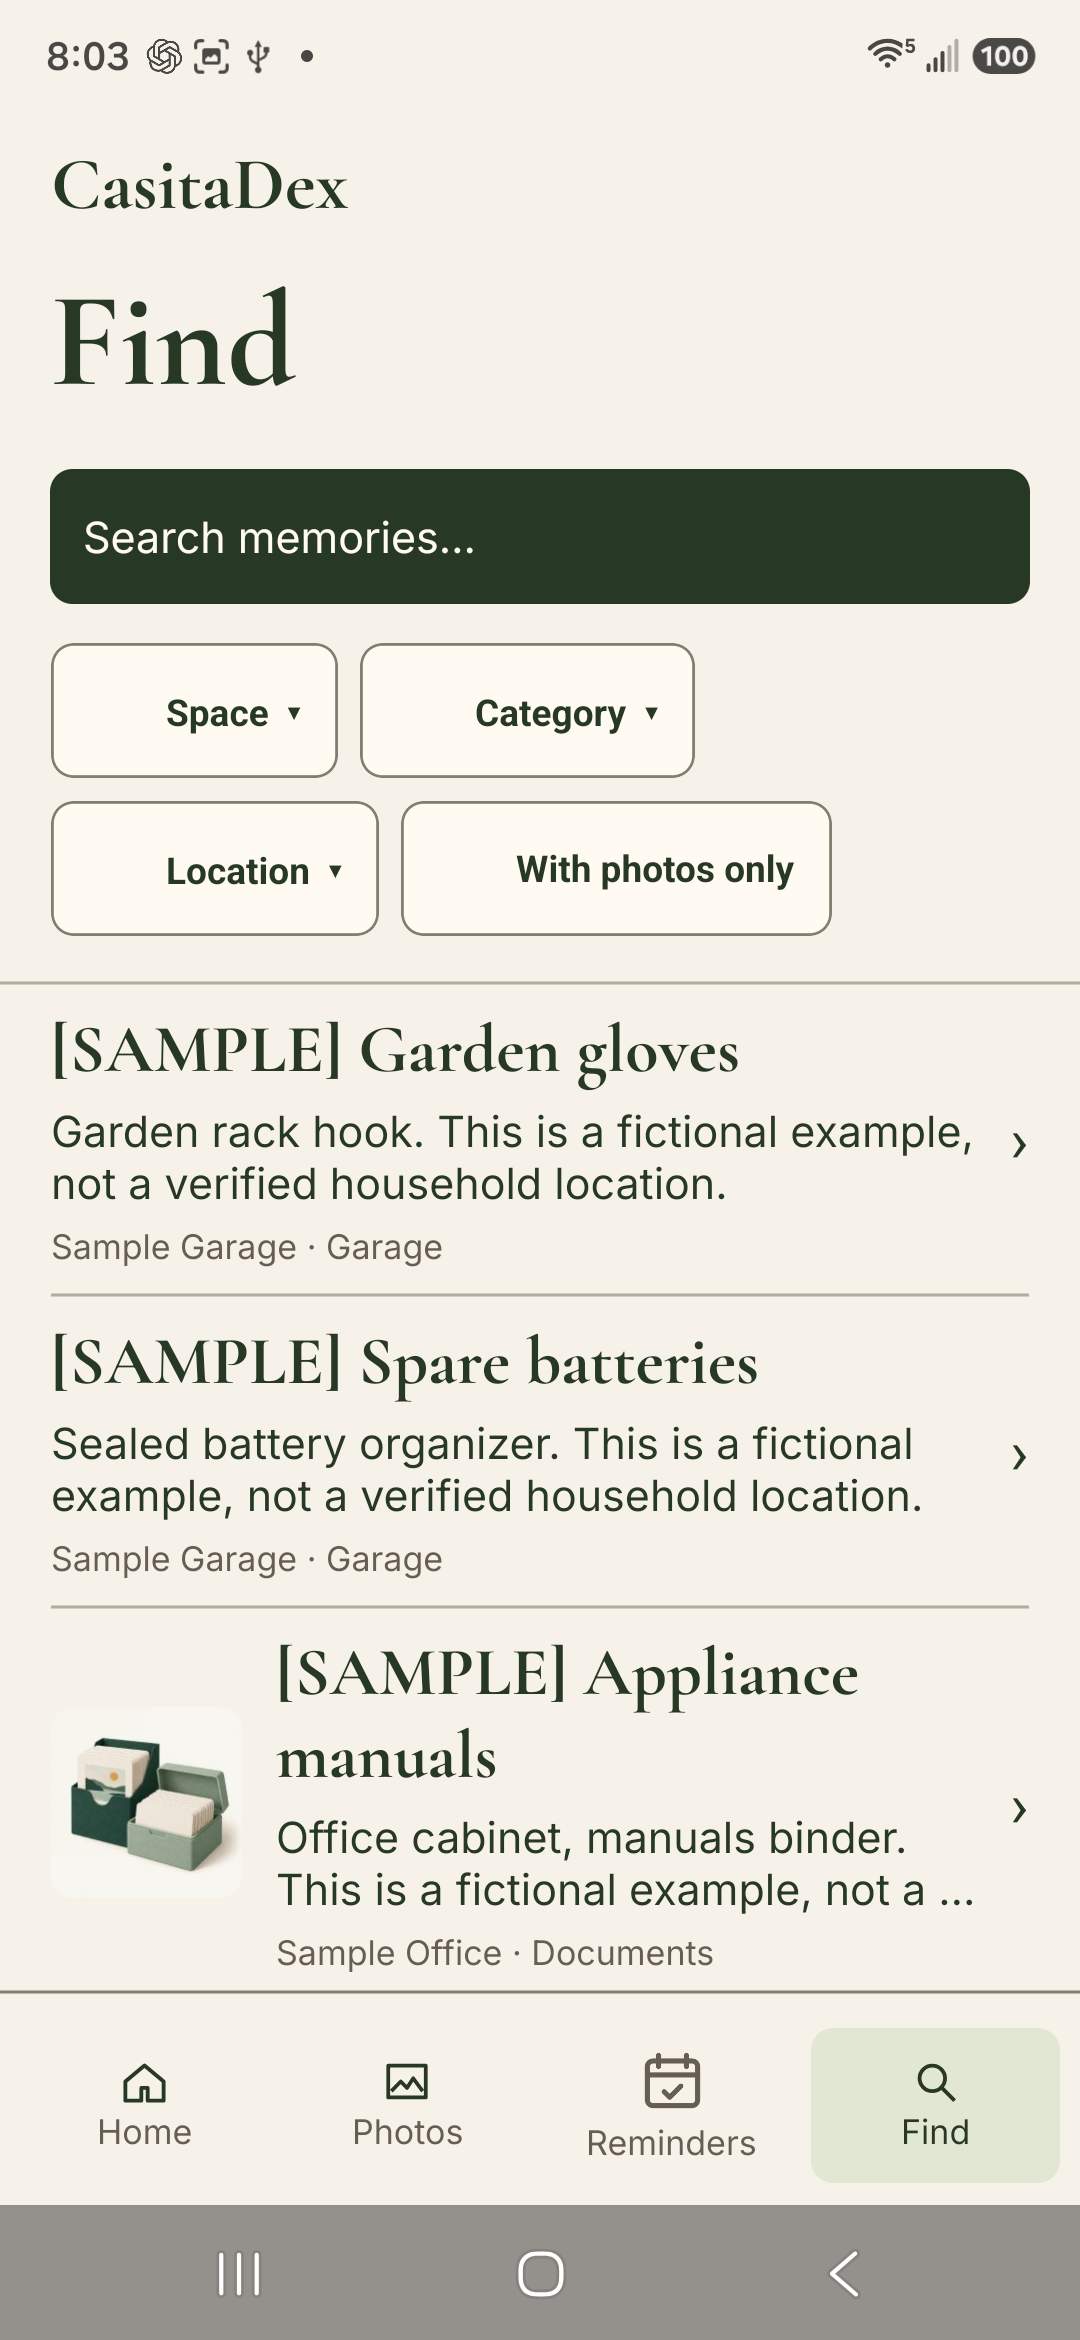 8:03
5
100
CasitaDex
Find
Search memories...
Space ▼
Category ▼
Location ▼
With photos only
[SAMPLE] Garden gloves
Garden rack hook. This is a fictional example,
not a verified household location.
Sample Garage · Garage
[SAMPLE] Spare batteries
Sealed battery organizer. This is a fictional
example, not a verified household location.
Sample Garage · Garage
[SAMPLE] Appliance
manuals
Office cabinet, manuals binder.
This is a fictional example, not a ...
Sample Office · Documents
Home
Photos
Reminders
Find